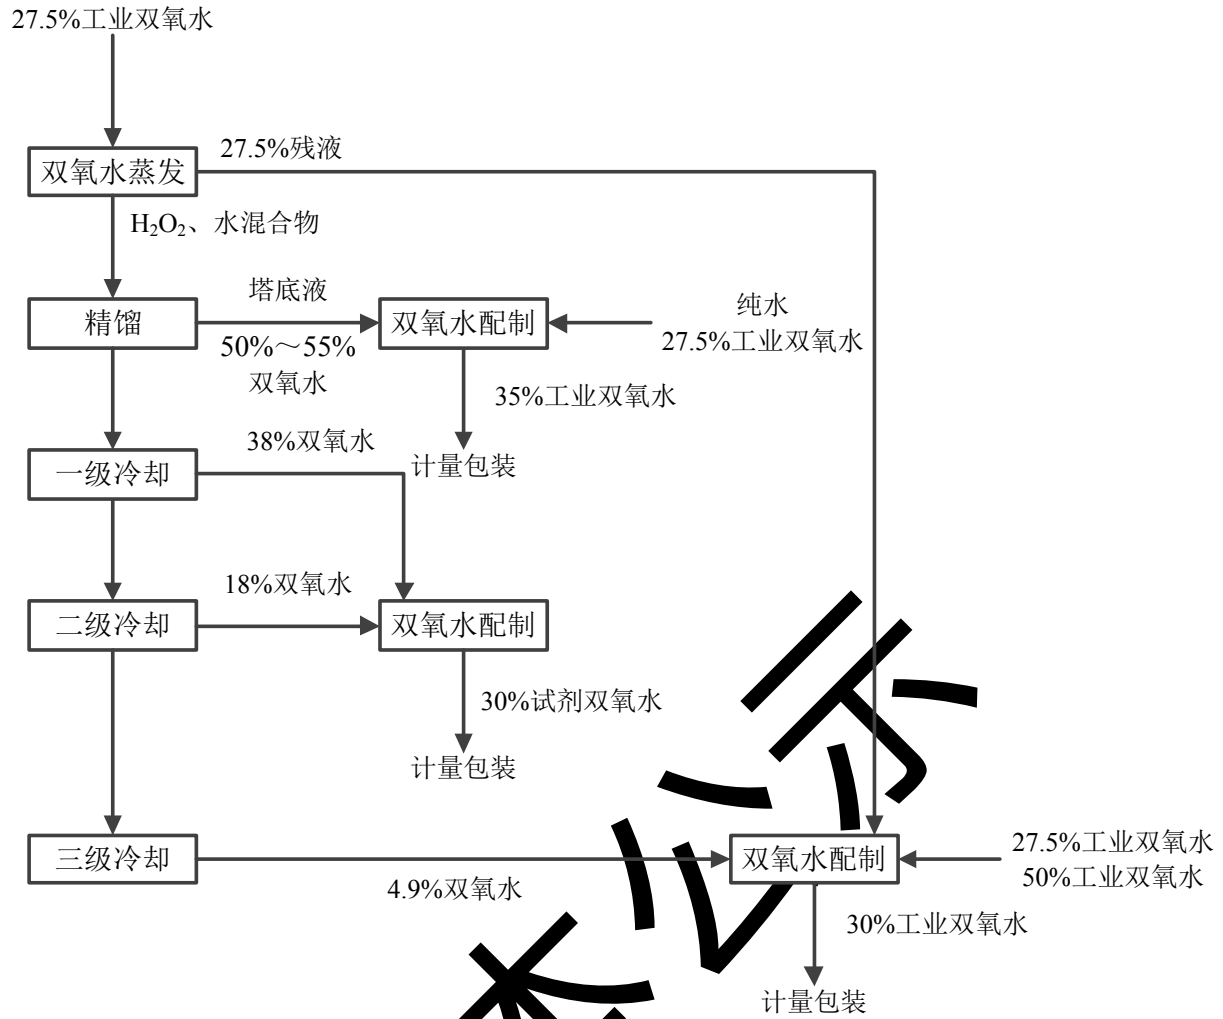 27.5%工业双氧水
双氧水蒸发
27.5%残液
H₂O₂、水混合物
精馏
塔底液
50%～55%
双氧水
双氧水配制
纯水
27.5%工业双氧水
35%工业双氧水
计量包装
一级冷却
38%双氧水
二级冷却
18%双氧水
双氧水配制
30%试剂双氧水
计量包装
三级冷却
4.9%双氧水
双氧水配制
27.5%工业双氧水
50%工业双氧水
30%工业双氧水
计量包装
公示